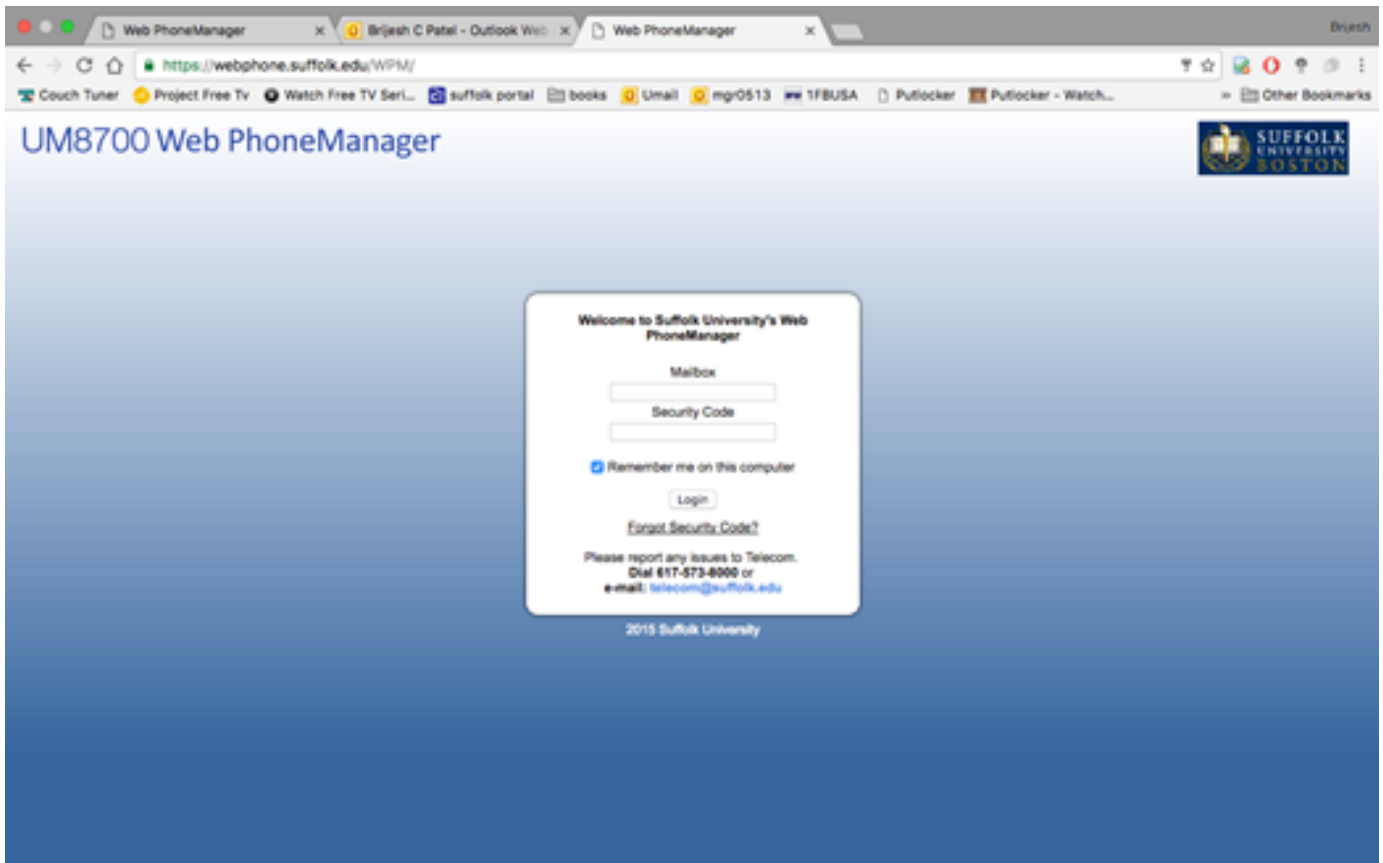 Web PhoneManager
Brijesh C Patel - Outlook Web
Web PhoneManager
Brijesh
https://webphone.suffolk.edu/WPM/
Couch Tuner
Project Free Tv
Watch Free TV Seri...
suffolk portal
books
Umail
mgr0513
1FBUSA
Putlocker
Putlocker - Watch...
Other Bookmarks
UM8700 Web PhoneManager
SUFFOLK
UNIVERSITY
BOSTON
Welcome to Suffolk University's Web
PhoneManager
Mailbox
Security Code
Remember me on this computer
Login
Forgot Security Code?
Please report any issues to Telecom.
Dial 617-573-8000 or
e-mail: telecom@suffolk.edu
2015 Suffolk University